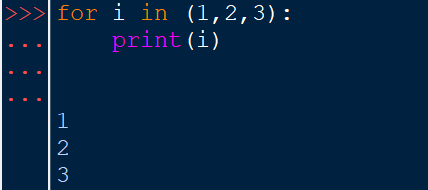 >>> for i in (1,2,3):
...     print(i)
...
...
1
2
3